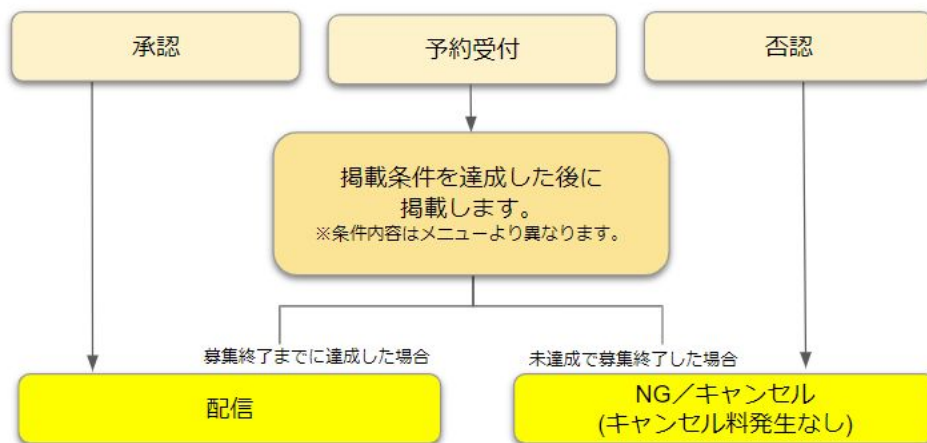 承認
予約受付
否認
掲載条件を達成した後に
掲載します。
※条件内容はメニューより異なります。
募集終了までに達成した場合
未達成で募集終了した場合
配信
NG／キャンセル
(キャンセル料発生なし)